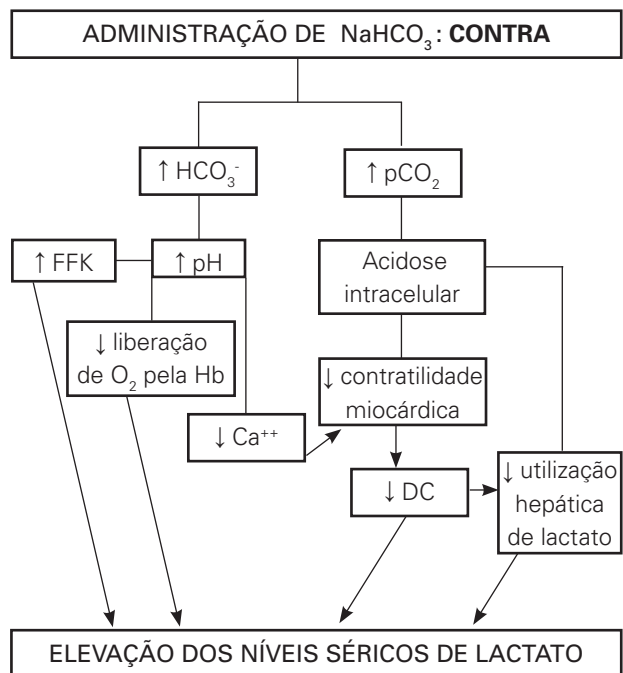 ADMINISTRAÇÃO DE NaHCO₃: CONTRA
↑ HCO₃⁻
↑ pCO₂
↑ FFK
↑ pH
Acidose
intracelular
↓ liberação
de O₂ pela Hb
↓ contratilidade
miocárdica
↓ Ca⁺⁺
↓ DC
↓ utilização
hepática
de lactato
ELEVAÇÃO DOS NÍVEIS SÉRICOS DE LACTATO